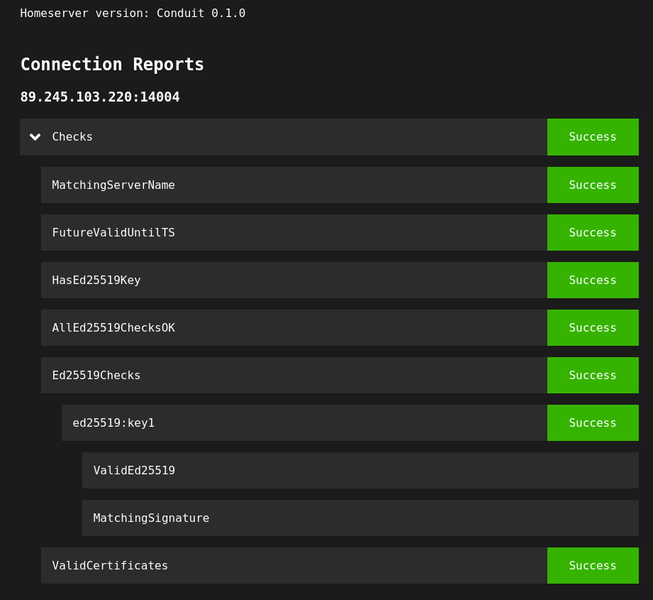 Homeserver version: Conduit 0.1.0
Connection Reports
89.245.103.220:14004
Checks Success
MatchingServerName Success
FutureValidUntilTS Success
HasEd25519Key Success
AllEd25519ChecksOK Success
Ed25519Checks Success
ed25519:key1 Success
ValidEd25519
MatchingSignature
ValidCertificates Success